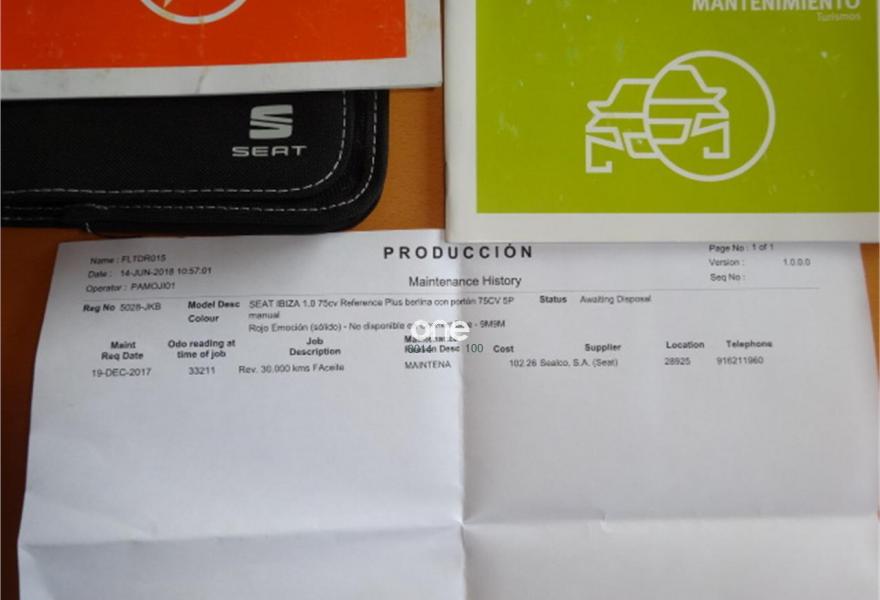 MANTENIMIENTO
Turismos
SEAT
Name : FLTDR015
PRODUCCIÓN
Page No : 1 of 1
Date : 14-JUN-2018 10:57:01
Version : 1.0.0.0
Operator : PAMOJI01
Maintenance History
Seq No :
Reg No 5028-JKB
Model Desc SEAT IBIZA 1.0 75cv Reference Plus berlina con portón 75CV 5P
manual
Status Awaiting Disposal
Colour
Rojo Emoción (sólido) - No disponible - 9M9M
one
8014 100
Maint
Req Date
Odo reading at
time of job
Job
Description
Reason Desc
Cost
Supplier
Location
Telephone
19-DEC-2017 33211 Rev. 30.000 kms FAceite MAINTENA 102.26 Sealco, S.A. (Seat) 28925 916211960